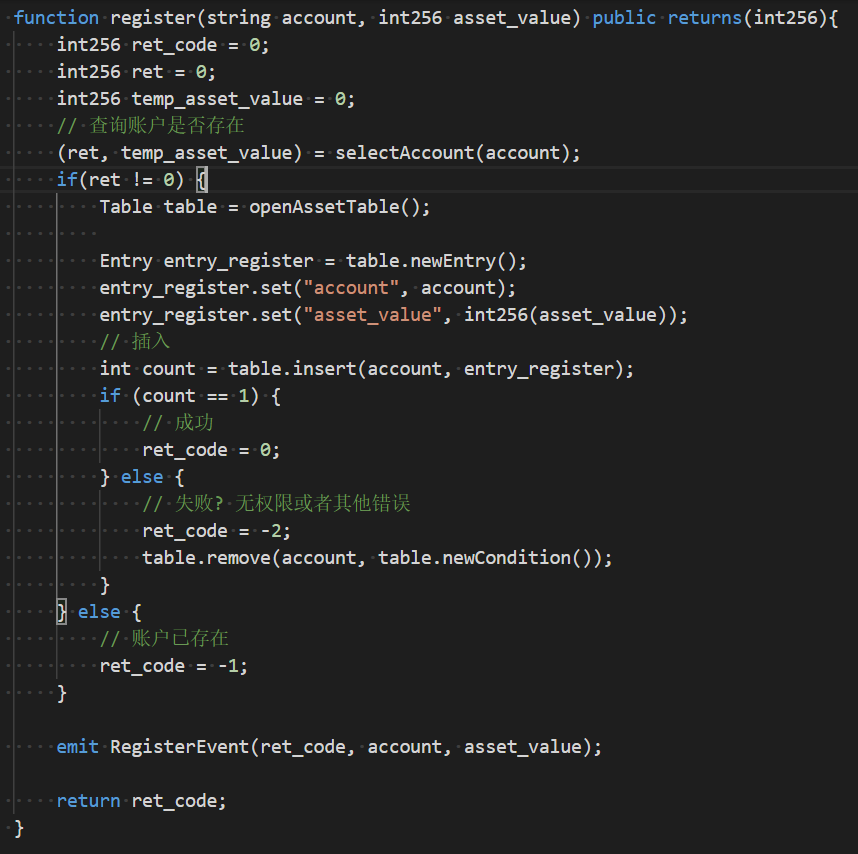 function register(string account, int256 asset_value) public returns(int256){
int256 ret_code = 0;
int256 ret = 0;
int256 temp_asset_value = 0;
// 查询账户是否存在
(ret, temp_asset_value) = selectAccount(account);
if(ret != 0) {
Table table = openAssetTable();
Entry entry_register = table.newEntry();
entry_register.set("account", account);
entry_register.set("asset_value", int256(asset_value));
// 插入
int count = table.insert(account, entry_register);
if (count == 1) {
// 成功
ret_code = 0;
} else {
// 失败? 无权限或者其他错误
ret_code = -2;
table.remove(account, table.newCondition());
}
} else {
// 账户已存在
ret_code = -1;
}
emit RegisterEvent(ret_code, account, asset_value);
return ret_code;
}